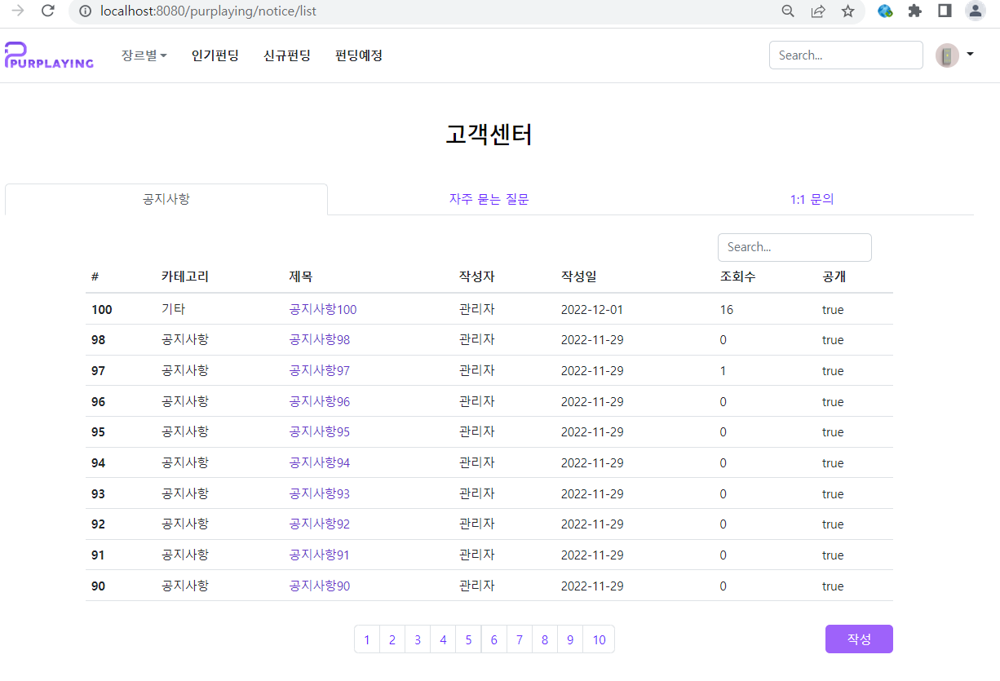 localhost:8080/purplaying/notice/list
PURPLAYING 장르별 인기펀딩 신규펀딩 펀딩예정 Search...
고객센터
공지사항 자주 묻는 질문 1:1 문의
Search...
# 카테고리 제목 작성자 작성일 조회수 공개
100 기타 공지사항100 관리자 2022-12-01 16 true
98 공지사항 공지사항98 관리자 2022-11-29 0 true
97 공지사항 공지사항97 관리자 2022-11-29 1 true
96 공지사항 공지사항96 관리자 2022-11-29 0 true
95 공지사항 공지사항95 관리자 2022-11-29 0 true
94 공지사항 공지사항94 관리자 2022-11-29 0 true
93 공지사항 공지사항93 관리자 2022-11-29 0 true
92 공지사항 공지사항92 관리자 2022-11-29 0 true
91 공지사항 공지사항91 관리자 2022-11-29 0 true
90 공지사항 공지사항90 관리자 2022-11-29 0 true
1 2 3 4 5 6 7 8 9 10 작성